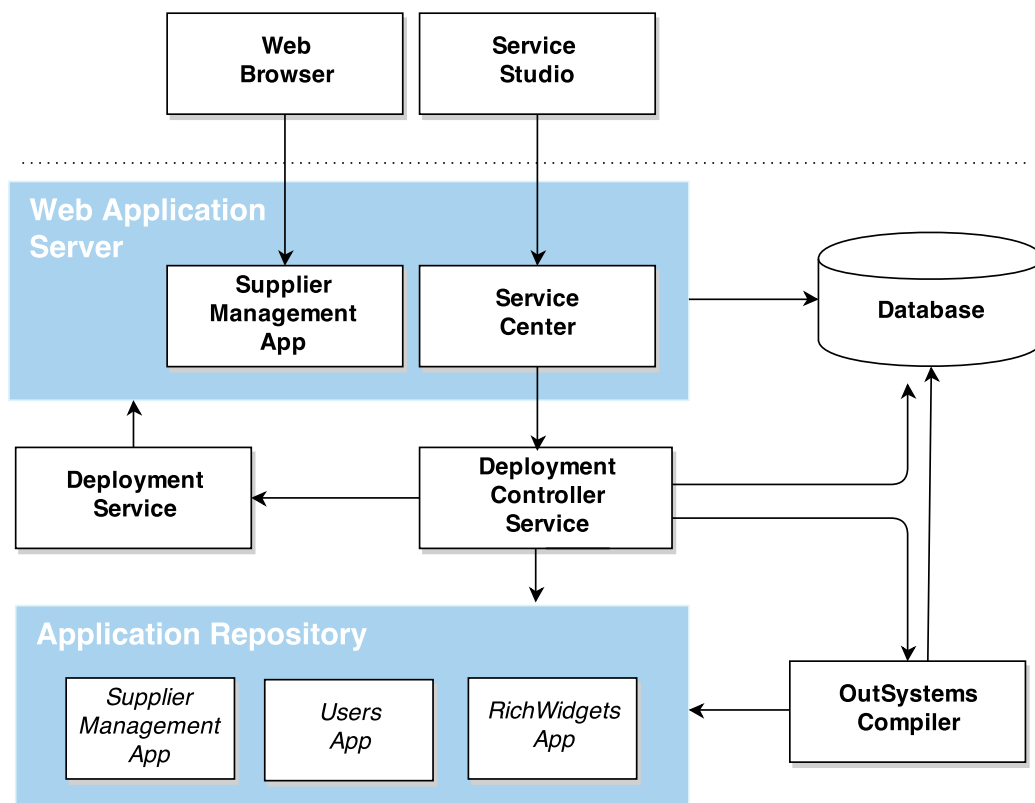 Web
Browser
Service
Studio
Web Application
Server
Supplier
Management
App
Service
Center
Database
Deployment
Service
Deployment
Controller
Service
Application Repository
Supplier
Management
App
Users
App
RichWidgets
App
OutSystems
Compiler